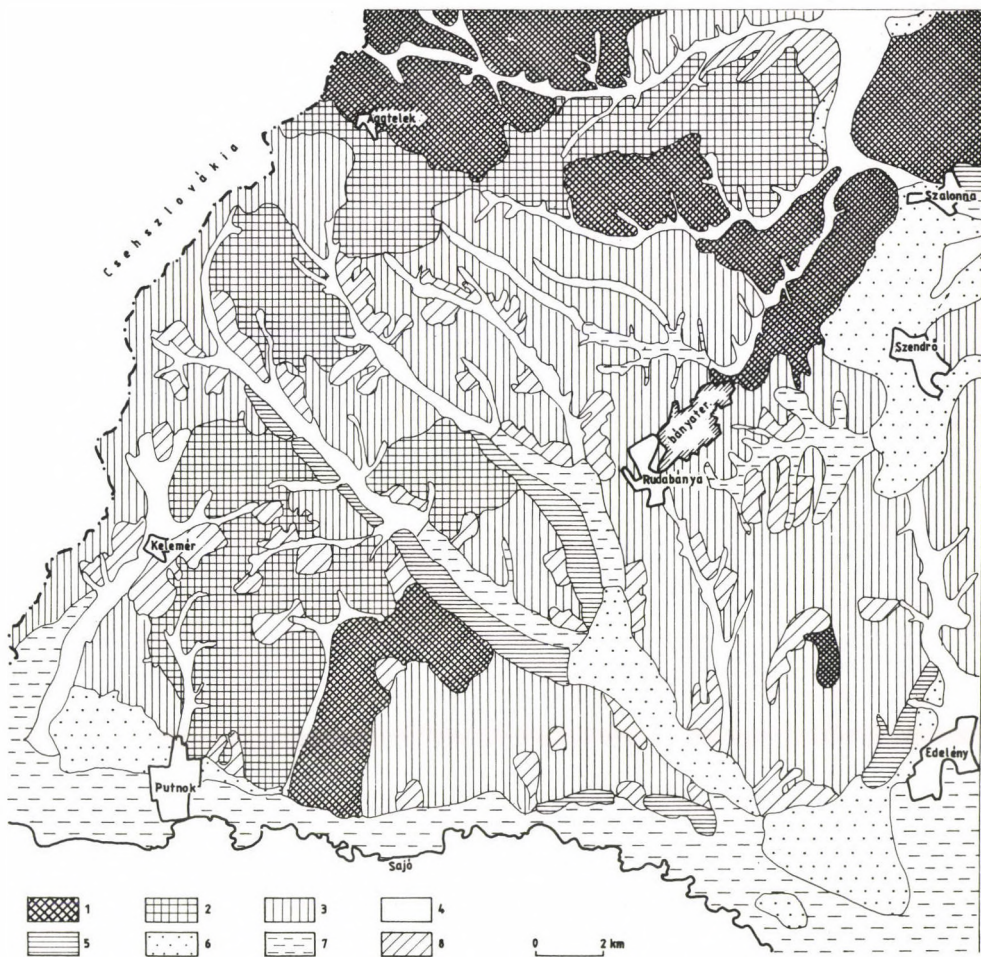 Aggtelek
Csehszlovákia
Szalonna
Szendrő
bányater.
Rudabánya
Kelemér
Edelény
Putnok
Sajó
1 2 3 4
5 6 7 8 0 2 km